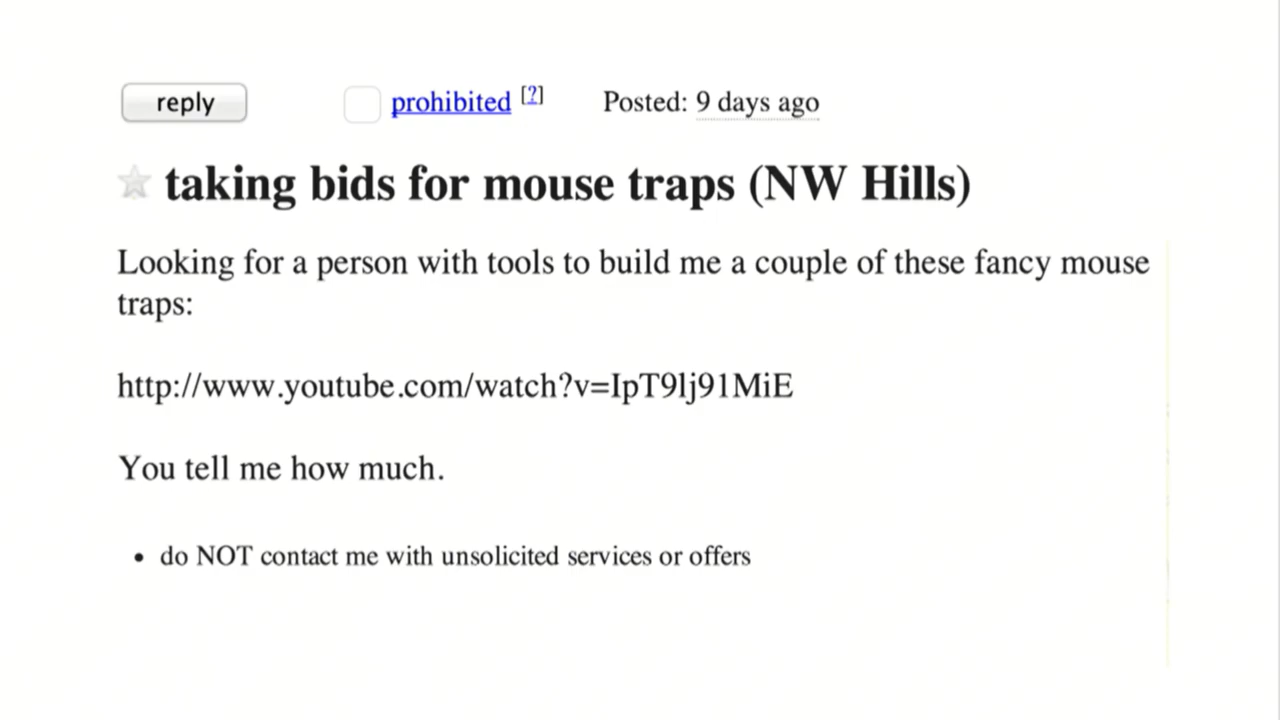 reply prohibited [?] Posted: 9 days ago
taking bids for mouse traps (NW Hills)
Looking for a person with tools to build me a couple of these fancy mouse
traps:
http://www.youtube.com/watch?v=IpT9lj91MiE
You tell me how much.
• do NOT contact me with unsolicited services or offers